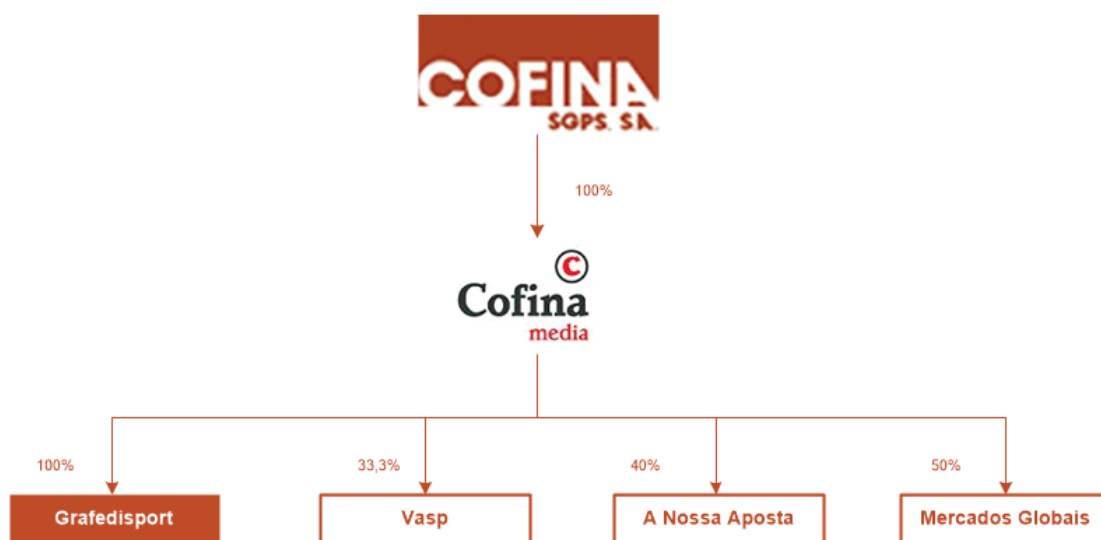 COFINA
SGPS, SA.
100%
C
Cofina
media
100%
33,3%
40%
50%
Grafedisport
Vasp
A Nossa Aposta
Mercados Globais